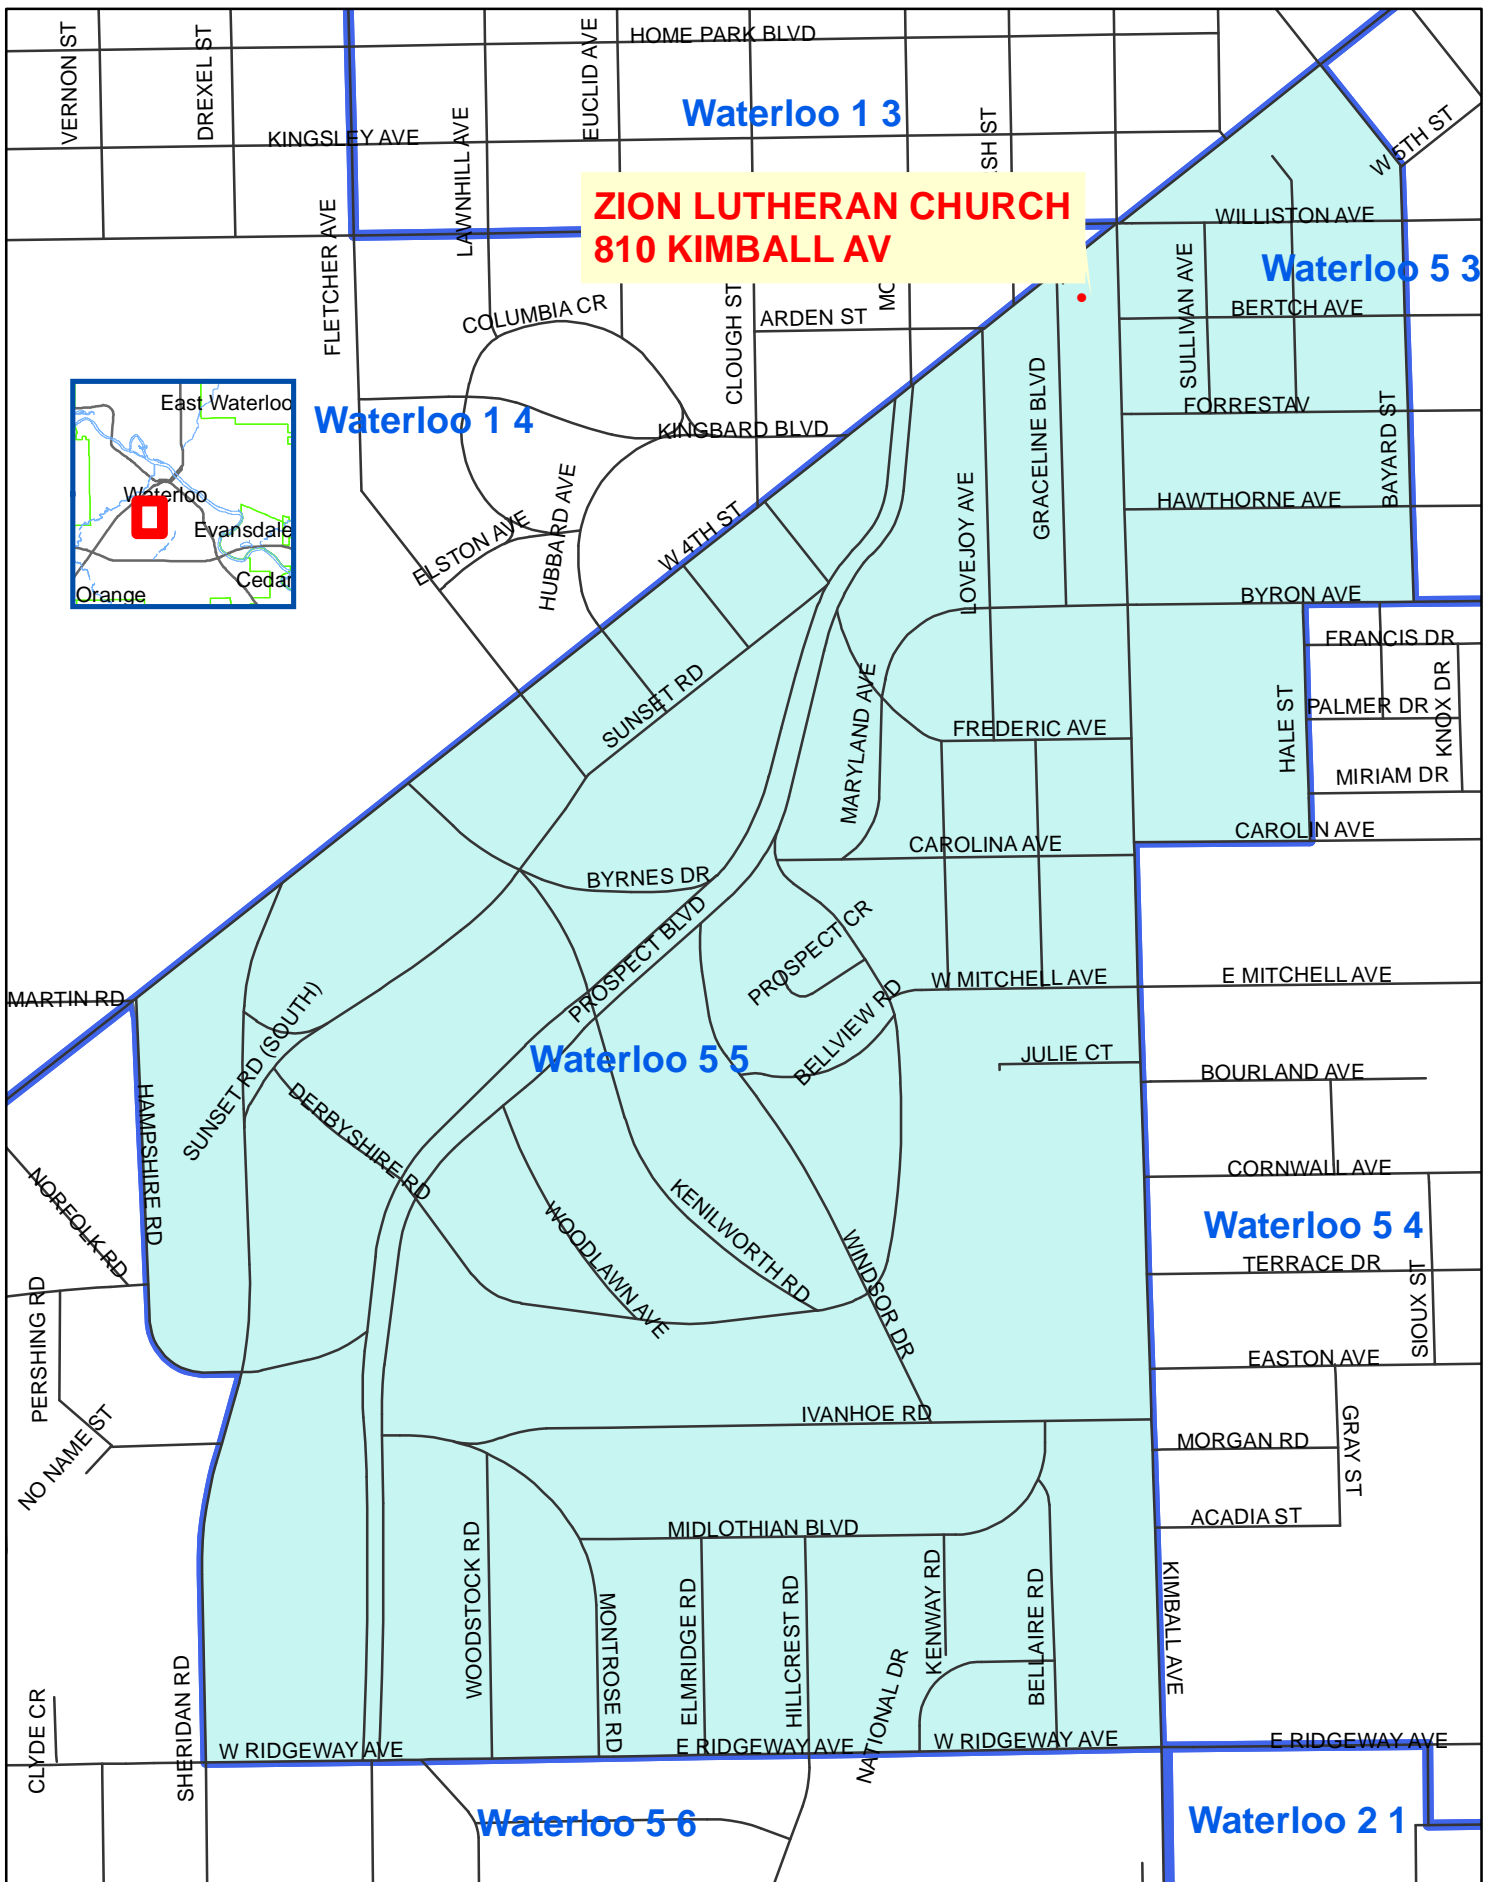 HOME PARK BLVD
VERNON ST
DREXEL ST
EUCLID AVE
Waterloo 1 3
KINGSLEY AVE
LAWNHILL AVE
SH ST
W 5TH ST
ZION LUTHERAN CHURCH
810 KIMBALL AV
WILLISTON AVE
FLETCHER AVE
Waterloo 5 3
SULLIVAN AVE
BERTCH AVE
COLUMBIA CR
CLOUGH ST
MO
ARDEN ST
GRACELINE BLVD
East Waterloo
Waterloo
Evansdale
Cedar
Orange
Waterloo 1 4
KINGBARD BLVD
FORRESTAV
BAYARD ST
HAWTHORNE AVE
LOVEJOY AVE
ELSTON AVE
HUBBARD AVE
W 4TH ST
BYRON AVE
FRANCIS DR
SUNSET RD
MARYLAND AVE
HALE ST
PALMER DR
KNOX DR
FREDERIC AVE
MIRIAM DR
CAROLIN AVE
CAROLINA AVE
BYRNES DR
PROSPECT BLVD
PROSPECT CR
W MITCHELL AVE
E MITCHELL AVE
MARTIN RD
SUNSET RD (SOUTH)
BELLVIEW RD
Waterloo 5 5
JULIE CT
BOURLAND AVE
HAMPSHIRE RD
DERBYSHIRE RD
CORNWALL AVE
NORFOLK RD
WOODLAWN AVE
KENILWORTH RD
WINDSOR DR
Waterloo 5 4
TERRACE DR
SIOUX ST
PERSHING RD
EASTON AVE
IVANHOE RD
NO NAME ST
MORGAN RD
GRAY ST
MIDLOTHIAN BLVD
ACADIA ST
WOODSTOCK RD
MONTROSE RD
ELMRIDGE RD
HILLCREST RD
KENWAY RD
BELLAIRE RD
KIMBALL AVE
NATIONAL DR
CLYDE CR
SHERIDAN RD
W RIDGEWAY AVE
E RIDGEWAY AVE
W RIDGEWAY AVE
E RIDGEWAY AVE
Waterloo 5 6
Waterloo 2 1